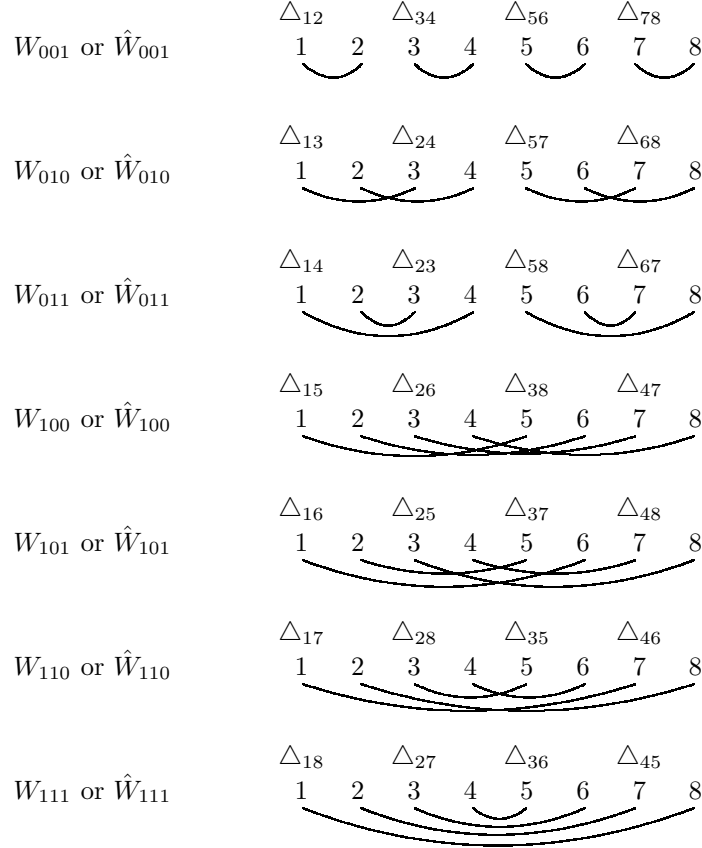 △₁₂ △₃₄ △₅₆ △₇₈
W₀₀₁ or Ŵ₀₀₁ 1 2 3 4 5 6 7 8
△₁₃ △₂₄ △₅₇ △₆₈
W₀₁₀ or Ŵ₀₁₀ 1 2 3 4 5 6 7 8
△₁₄ △₂₃ △₅₈ △₆₇
W₀₁₁ or Ŵ₀₁₁ 1 2 3 4 5 6 7 8
△₁₅ △₂₆ △₃₈ △₄₇
W₁₀₀ or Ŵ₁₀₀ 1 2 3 4 5 6 7 8
△₁₆ △₂₅ △₃₇ △₄₈
W₁₀₁ or Ŵ₁₀₁ 1 2 3 4 5 6 7 8
△₁₇ △₂₈ △₃₅ △₄₆
W₁₁₀ or Ŵ₁₁₀ 1 2 3 4 5 6 7 8
△₁₈ △₂₇ △₃₆ △₄₅
W₁₁₁ or Ŵ₁₁₁ 1 2 3 4 5 6 7 8